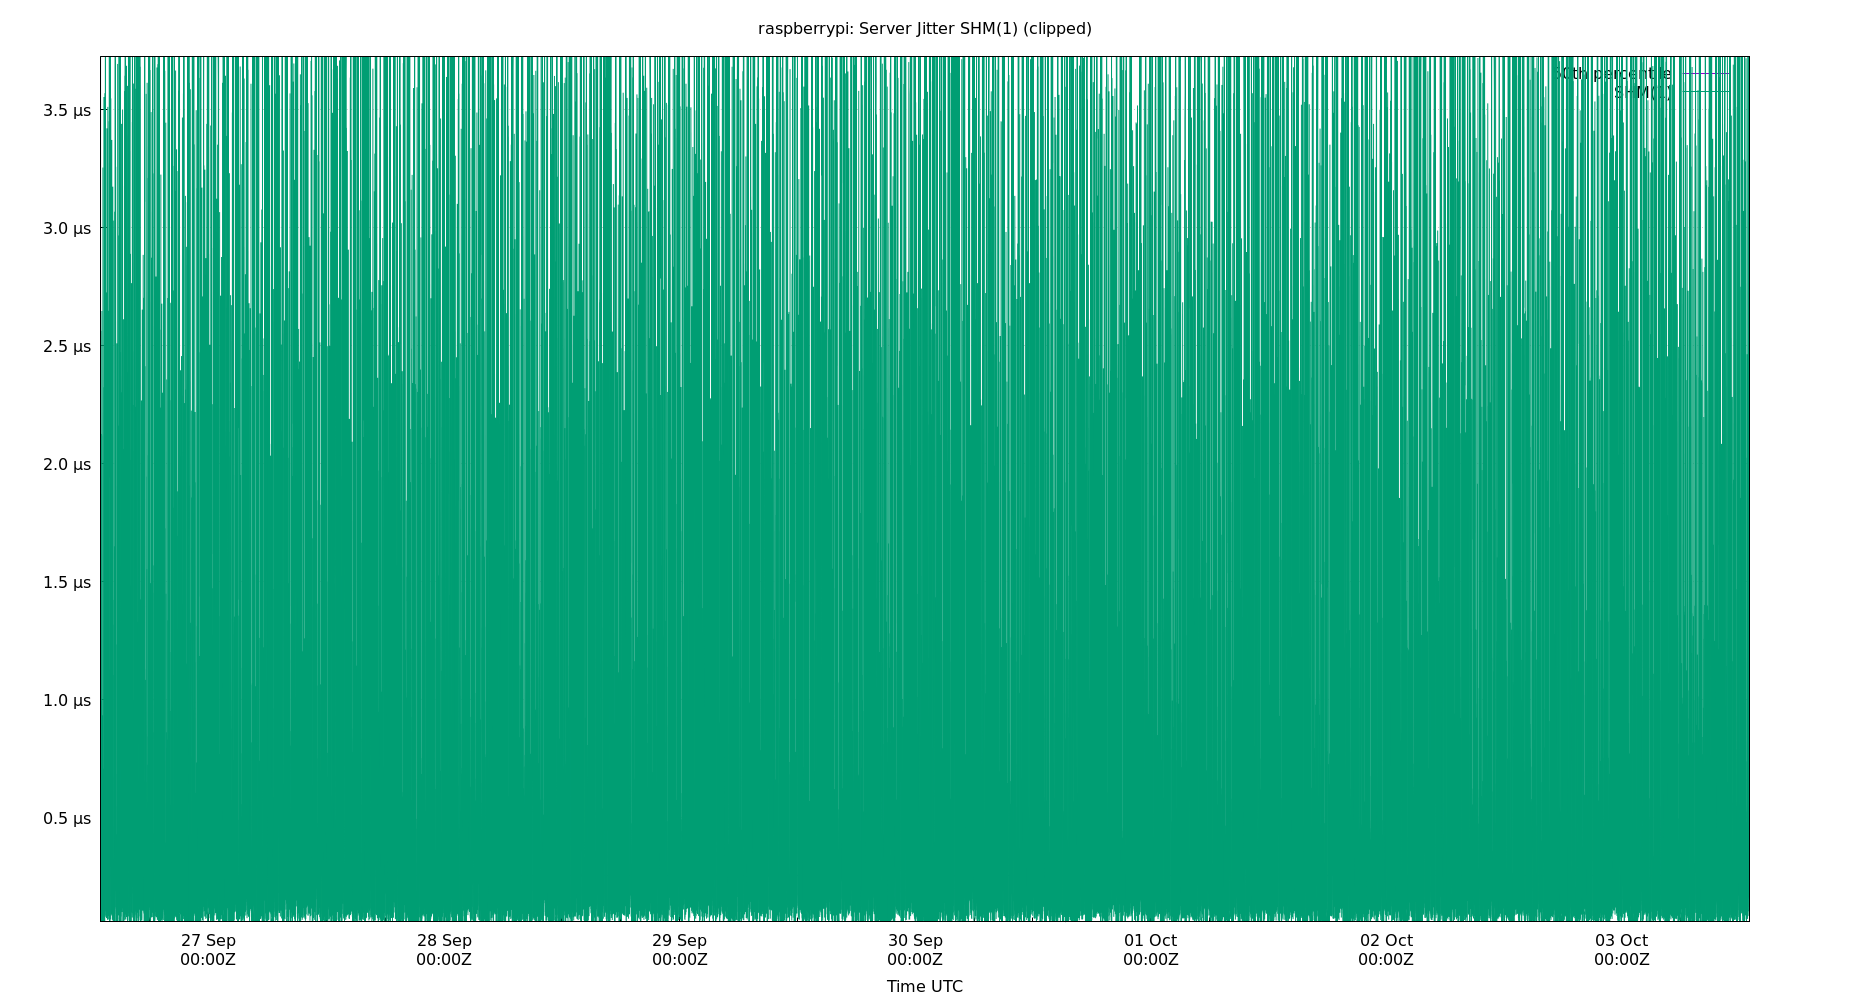 raspberrypi: Server Jitter SHM(1) (clipped)
percentile
SHM(1)
3.5 μs
3.0 μs
2.5 μs
2.0 μs
1.5 μs
1.0 μs
0.5 μs
27 Sep 28 Sep 29 Sep 30 Sep 01 Oct 02 Oct 03 Oct
00:00Z 00:00Z 00:00Z 00:00Z 00:00Z 00:00Z 00:00Z
Time UTC